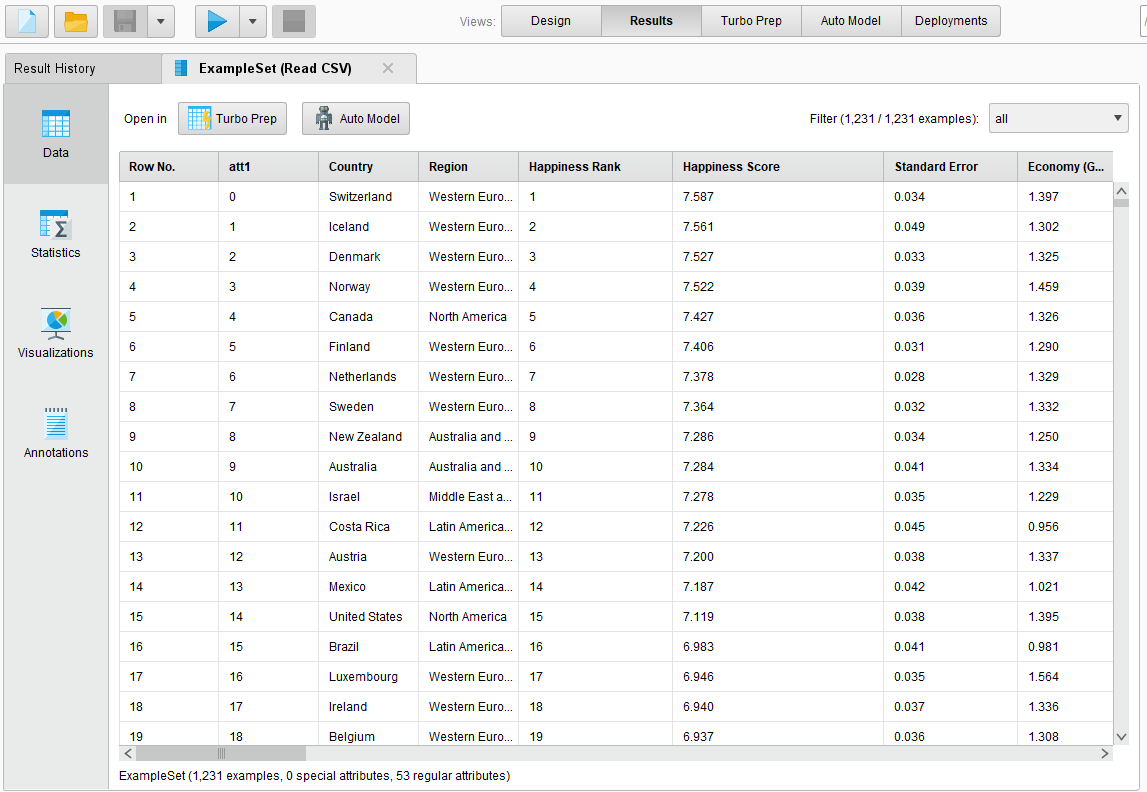 Views: Design Results Turbo Prep Auto Model Deployments
Result History ExampleSet (Read CSV)
Open in Turbo Prep Auto Model Filter (1,231 / 1,231 examples): all
Data
Statistics
Visualizations
Annotations
Row No. att1 Country Region Happiness Rank Happiness Score Standard Error Economy (G...
1 0 Switzerland Western Euro... 1 7.587 0.034 1.397
2 1 Iceland Western Euro... 2 7.561 0.049 1.302
3 2 Denmark Western Euro... 3 7.527 0.033 1.325
4 3 Norway Western Euro... 4 7.522 0.039 1.459
5 4 Canada North America 5 7.427 0.036 1.326
6 5 Finland Western Euro... 6 7.406 0.031 1.290
7 6 Netherlands Western Euro... 7 7.378 0.028 1.329
8 7 Sweden Western Euro... 8 7.364 0.032 1.332
9 8 New Zealand Australia and ... 9 7.286 0.034 1.250
10 9 Australia Australia and ... 10 7.284 0.041 1.334
11 10 Israel Middle East a... 11 7.278 0.035 1.229
12 11 Costa Rica Latin America... 12 7.226 0.045 0.956
13 12 Austria Western Euro... 13 7.200 0.038 1.337
14 13 Mexico Latin America... 14 7.187 0.042 1.021
15 14 United States North America 15 7.119 0.038 1.395
16 15 Brazil Latin America... 16 6.983 0.041 0.981
17 16 Luxembourg Western Euro... 17 6.946 0.035 1.564
18 17 Ireland Western Euro... 18 6.940 0.037 1.336
19 18 Belgium Western Euro... 19 6.937 0.036 1.308
ExampleSet (1,231 examples, 0 special attributes, 53 regular attributes)